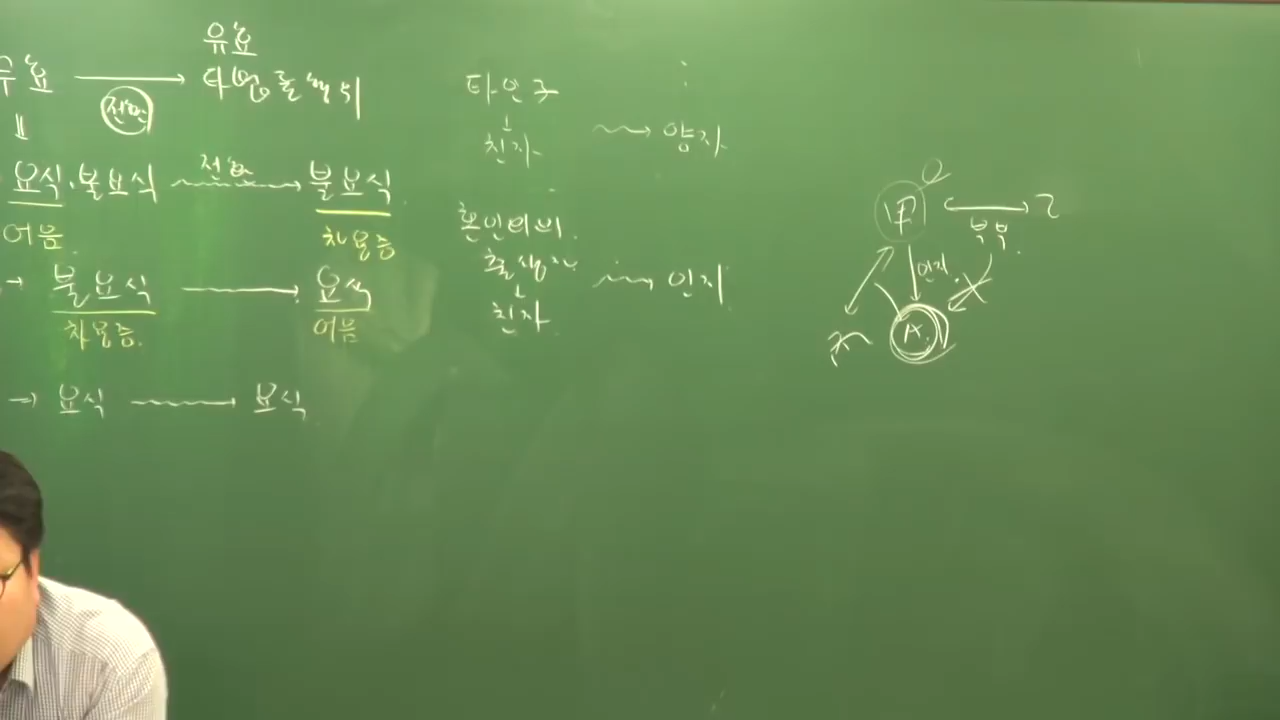 유효
무효 → 타법률행위
전환
요식·불요식 전환 → 불요식
어음 차용증
→ 불요식 → 요식
차용증. 어음
→ 요식 → 요식
타인子
친자 → 양자
혼인외의
출생자 → 인지
친자
甲 乙
부부
인지
A